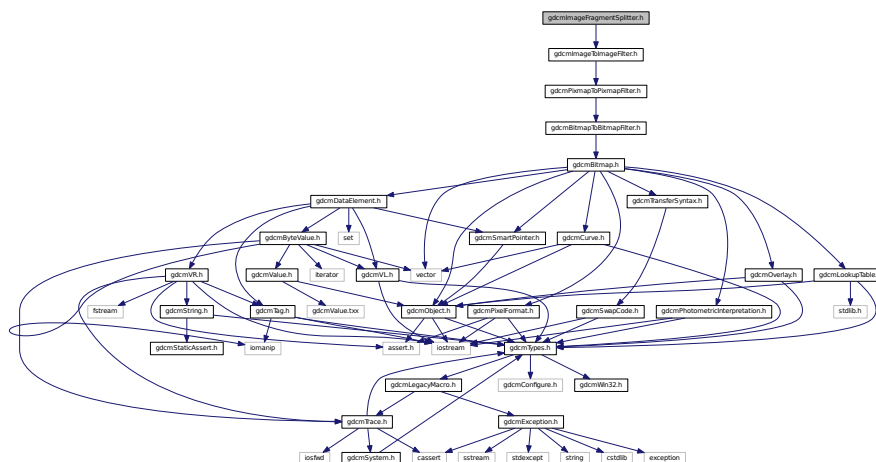 gdcmImageFragmentSplitter.h
gdcmImageToImageFilter.h
gdcmPixmapToPixmapFilter.h
gdcmBitmapToBitmapFilter.h
gdcmBitmap.h
gdcmDataElement.h
gdcmTransferSyntax.h
gdcmByteValue.h
set
gdcmSmartPointer.h
gdcmCurve.h
gdcmVR.h
gdcmValue.h
iterator
gdcmVL.h
vector
gdcmOverlay.h
gdcmLookupTable.
fstream
gdcmString.h
gdcmTag.h
gdcmValue.txx
gdcmObject.h
gdcmPixelFormat.h
gdcmSwapCode.h
gdcmPhotometricInterpretation.h
stdlib.h
gdcmStaticAssert.h
iomanip
assert.h
iostream
gdcmTypes.h
gdcmLegacyMacro.h
gdcmConfigure.h
gdcmWin32.h
gdcmTrace.h
gdcmException.h
iosfwd
gdcmSystem.h
cassert
sstream
stdexcept
string
cstdlib
exception